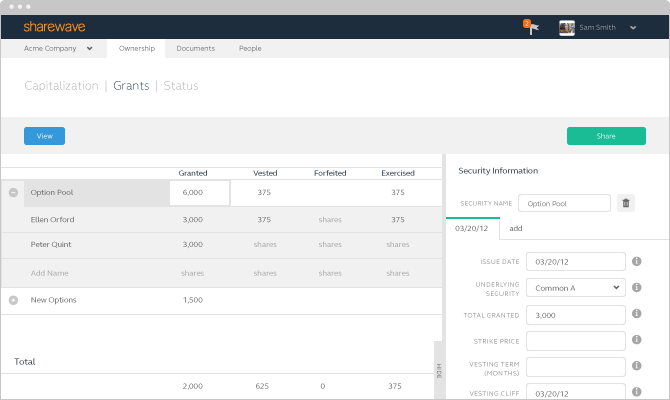 sharewave
2
Sam Smith
Acme Company
Ownership
Documents
People
Capitalization | Grants | Status
View
Share
Granted Vested Forfeited Exercised
Option Pool 6,000 375 375
Ellen Orford 3,000 375 shares 375
Peter Quint 3,000 shares shares shares
Add Name shares shares shares shares
New Options 1,500
Total
2,000 625 0 375
HIDE
Security Information
SECURITY NAME Option Pool
03/20/12 add
ISSUE DATE 03/20/12
UNDERLYING
SECURITY Common A
TOTAL GRANTED 3,000
STRIKE PRICE
VESTING TERM
(MONTHS)
VESTING CLIFF 03/20/12